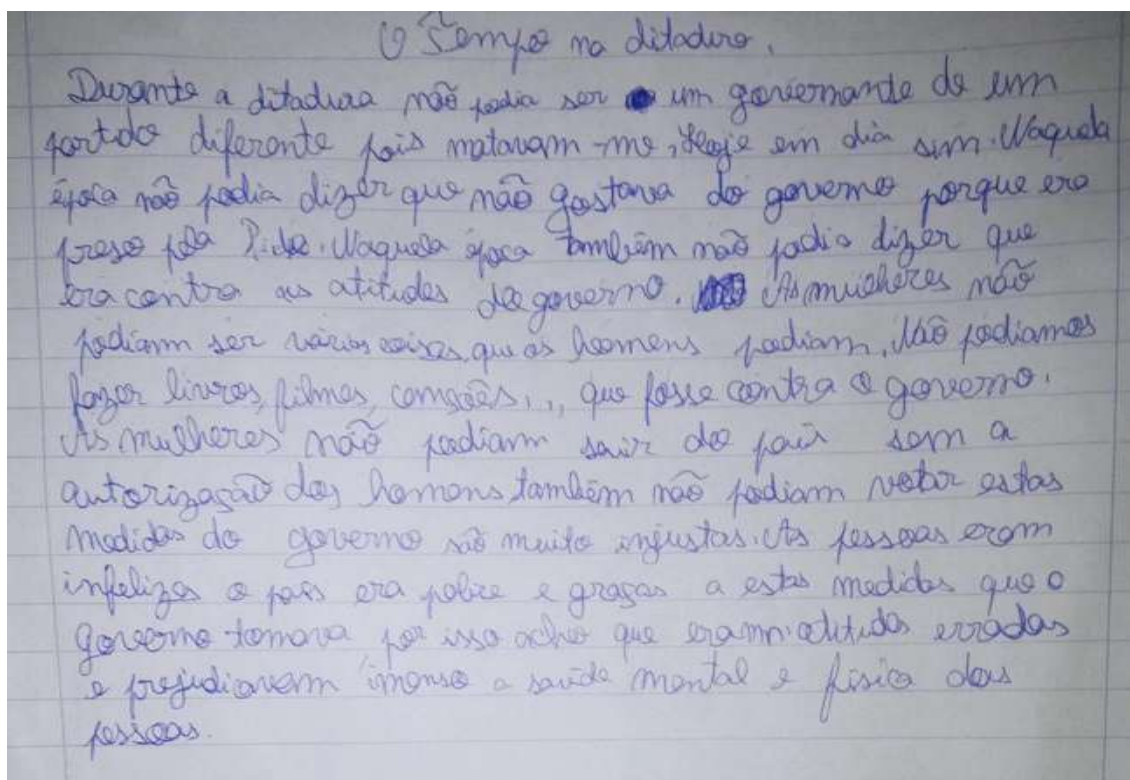 O Tempo na ditadura.
Durante a ditadura não podia ser um governante de um
partido diferente pois matavam-me, Hoje em dia sim. Naquela
época não podia dizer que não gostava do governo porque era
preso pela Pide. Naquela época também não podia dizer que
era contra as atitudes do governo. As mulheres não
podiam ser várias coisas que os homens podiam. Não podiamos
fazer livros, filmes, canções... que fosse contra o governo.
As mulheres não podiam sair do país sem a
autorização dos homens também não podiam votar estas
medidas do governo são muito injustas. As pessoas eram
infelizes o país era pobre e graças a estas medidas que o
governo tomava por isso acho que eram atitudes erradas
e prejudicavam imenso a saúde mental e física das
pessoas.